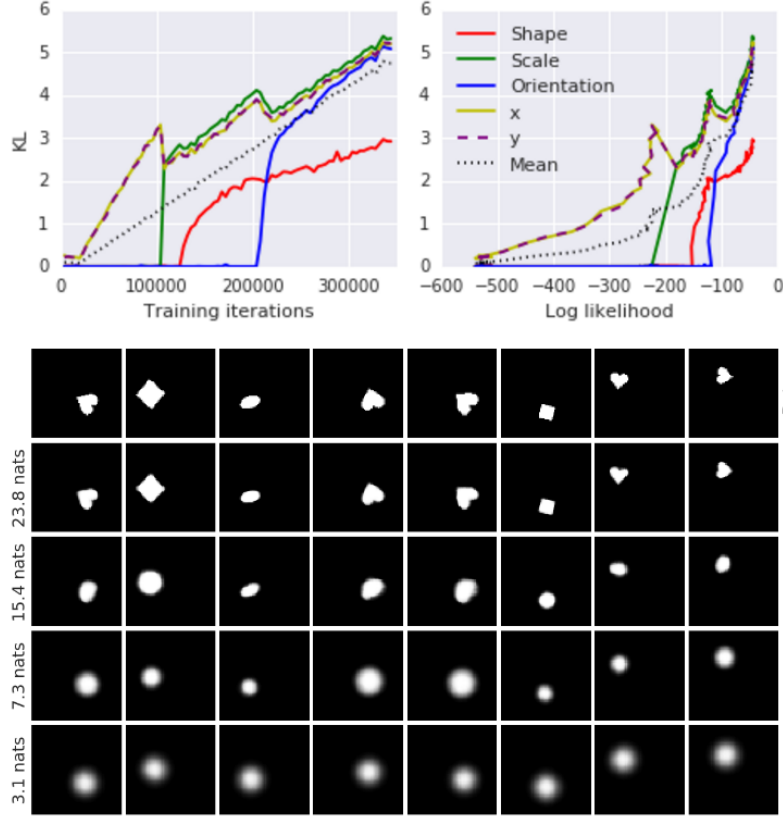 6
5
4
3
2
1
0
KL
0
100000
200000
300000
Training iterations
6
5
4
3
2
1
0
Shape
Scale
Orientation
x
y
Mean
−600
−500
−400
−300
−200
−100
0
Log likelihood
23.8 nats
15.4 nats
7.3 nats
3.1 nats